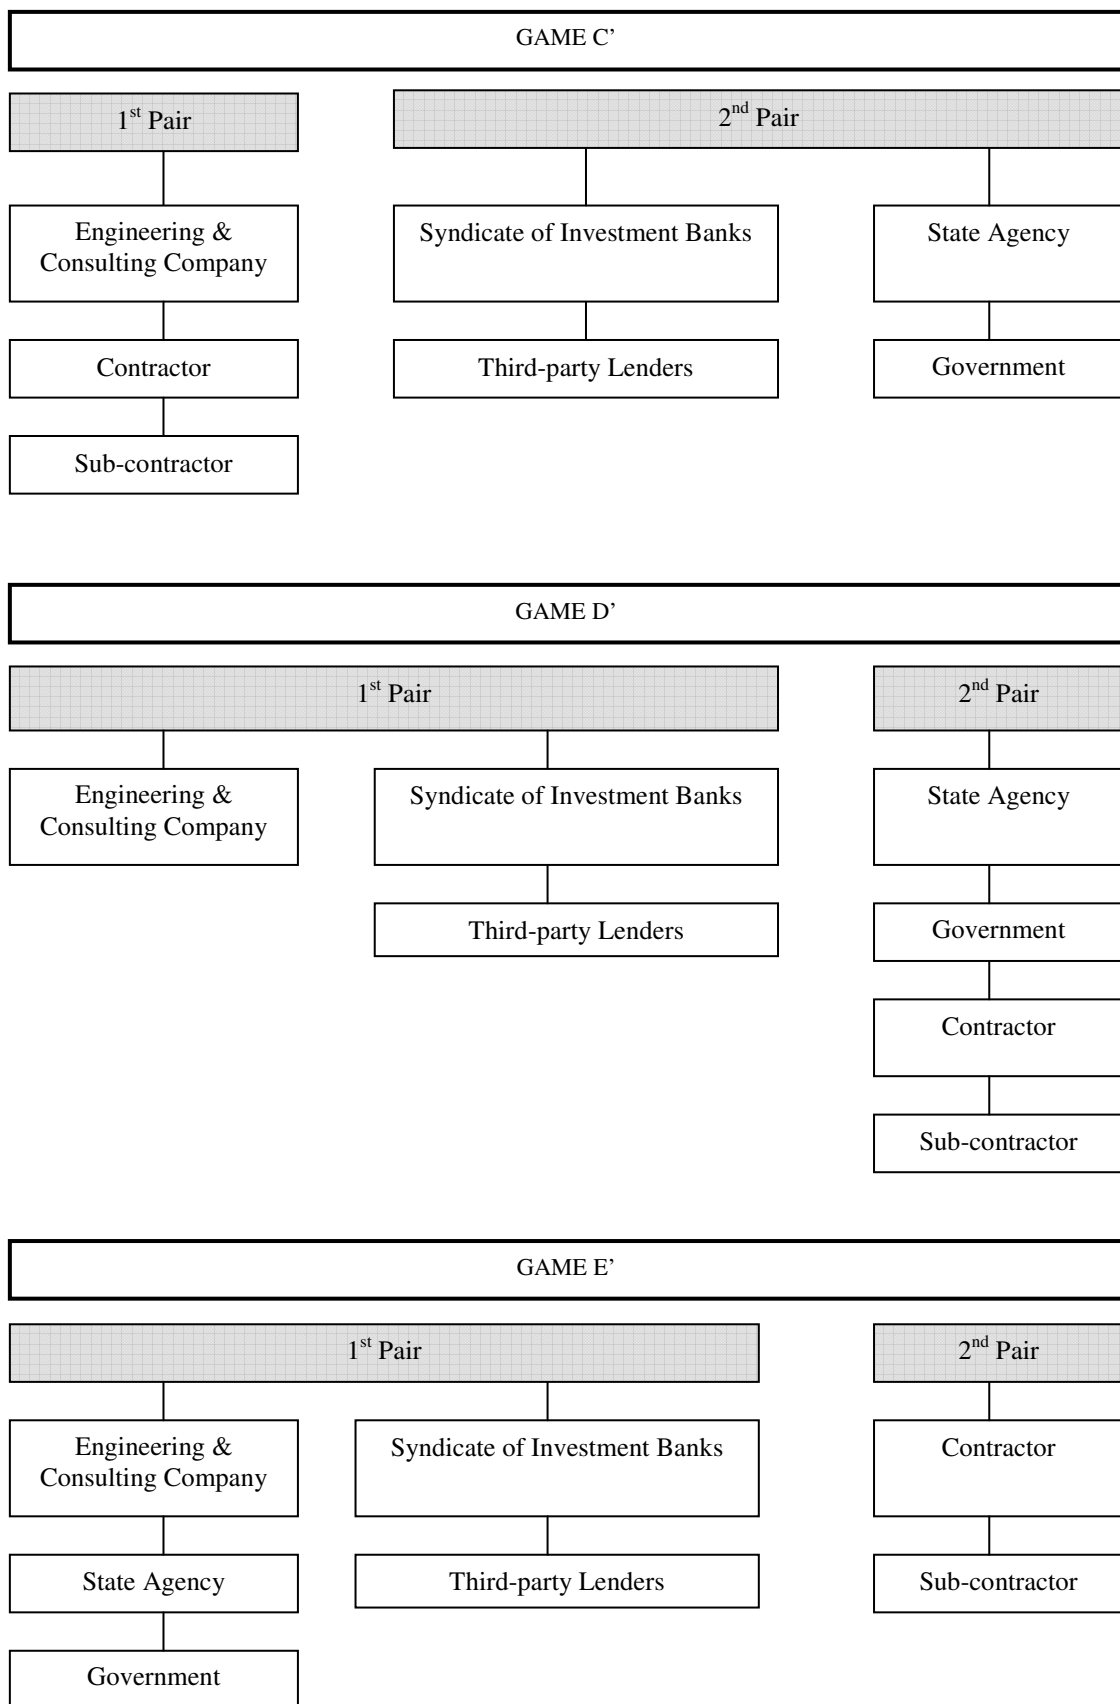 GAME C’
1st Pair
2nd Pair
Engineering &
Consulting Company
Syndicate of Investment Banks
State Agency
Contractor
Third-party Lenders
Government
Sub-contractor
GAME D’
1st Pair
2nd Pair
Engineering &
Consulting Company
Syndicate of Investment Banks
State Agency
Third-party Lenders
Government
Contractor
Sub-contractor
GAME E’
1st Pair
2nd Pair
Engineering &
Consulting Company
Syndicate of Investment Banks
Contractor
State Agency
Third-party Lenders
Sub-contractor
Government